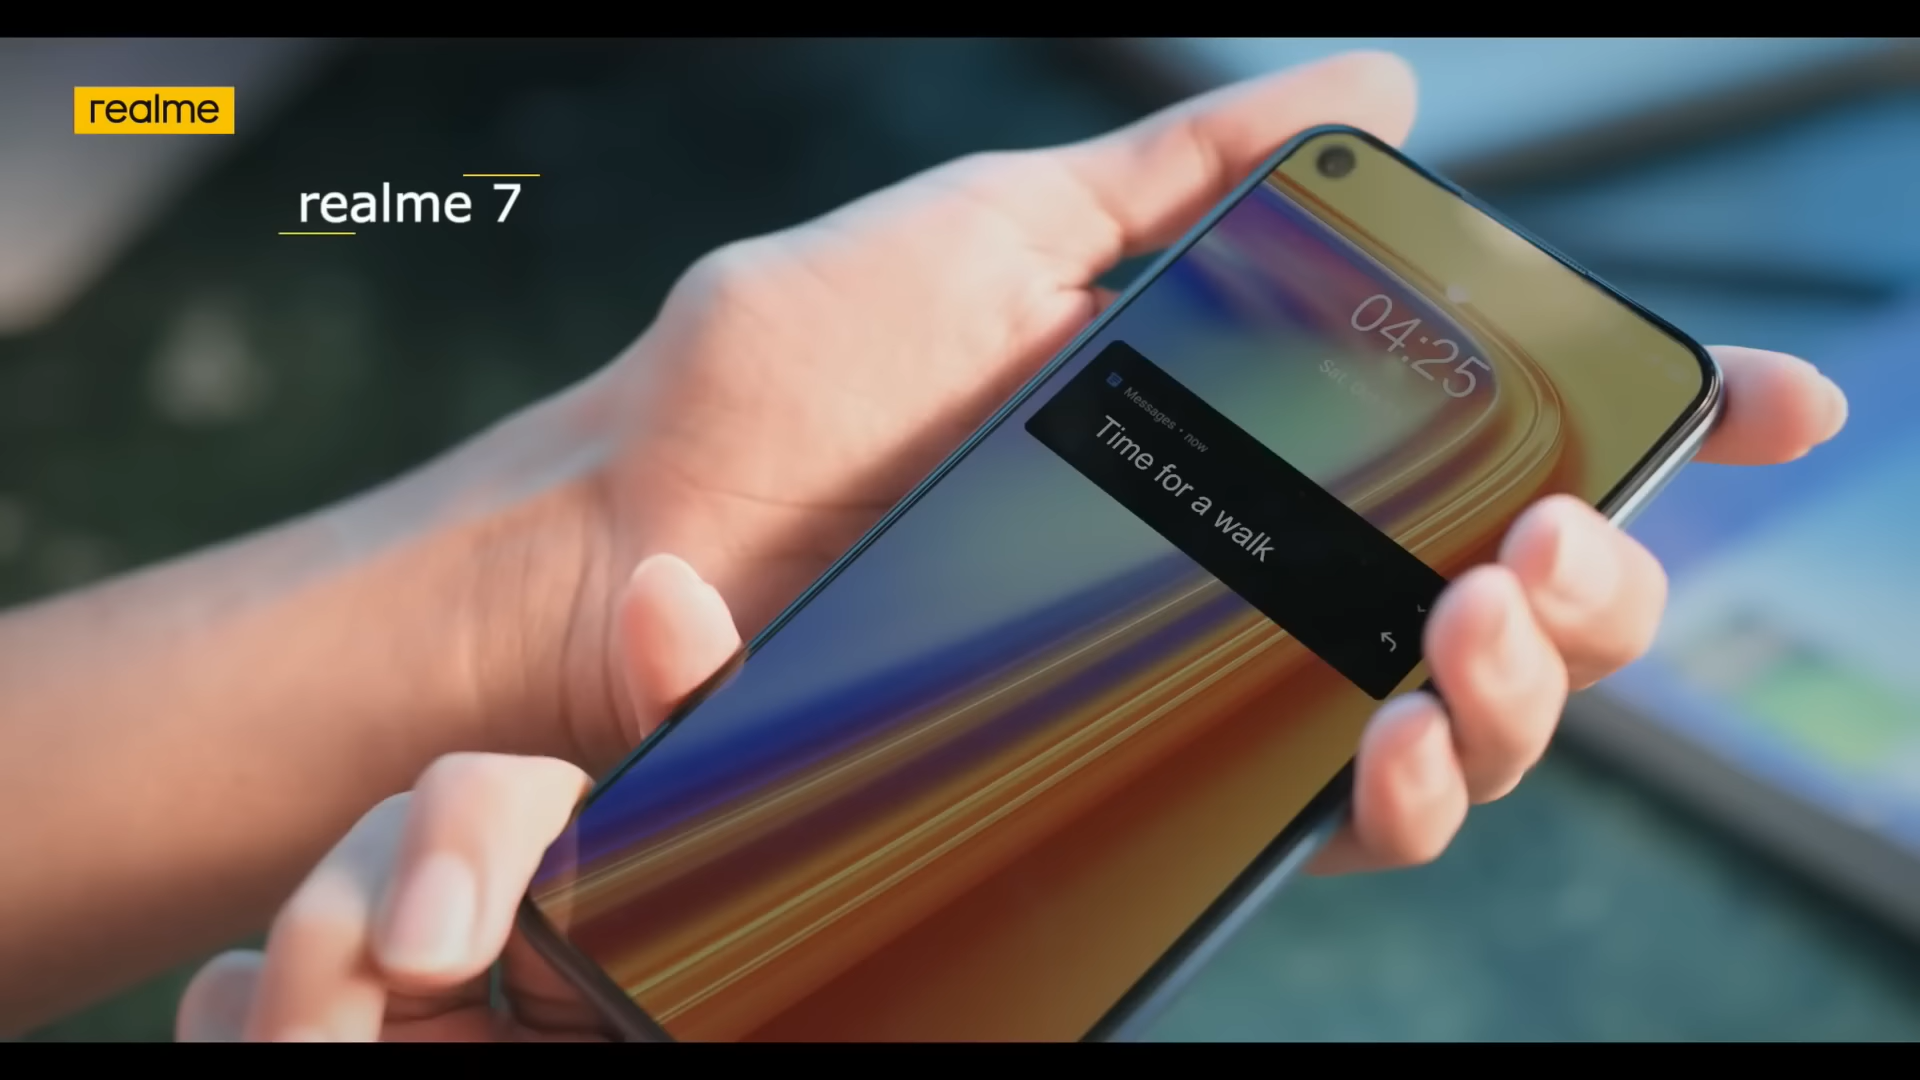 realme
realme 7
04:25
Messages • now
Time for a walk